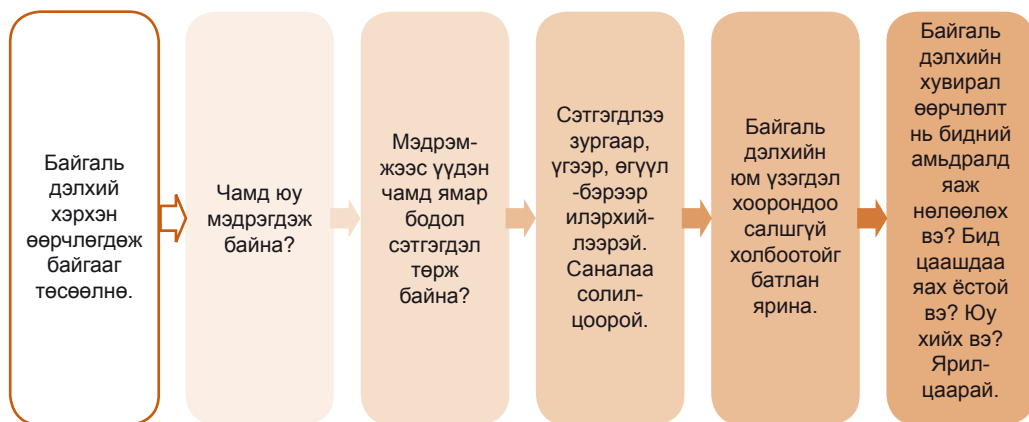 Байгаль
дэлхий
хэрхэн
өөрчлөгдөж
байгааг
төсөөлнө.
Чамд юу
мэдрэгдэж
байна?
Мэдрэм-
жээс үүдэн
чамд ямар
бодол
сэтгэгдэл
төрж
байна?
Сэтгэгдлээ
зургаар,
үгээр, өгүүл
-бэрээр
илэрхий-
лээрэй.
Саналаа
солил-
цоорой.
Байгаль
дэлхийн
юм үзэгдэл
хоорондоо
салшгүй
холбоотойг
батлан
ярина.
Байгаль
дэлхийн
хувирал
өөрчлөлт
нь бидний
амьдралд
яаж
нөлөөлөх
вэ? Бид
цаашдаа
яах ёстой
вэ? Юу
хийх вэ?
Ярил-
цаарай.